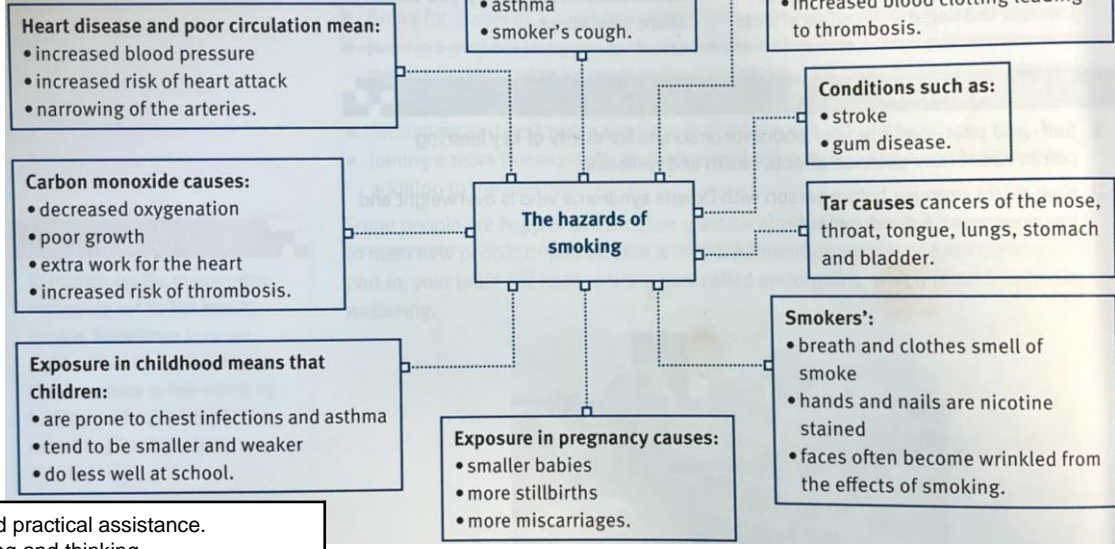 Heart disease and poor circulation mean:
• increased blood pressure
• increased risk of heart attack
• narrowing of the arteries.
• asthma
• smoker's cough.
• increased blood clotting leading
to thrombosis.
Conditions such as:
• stroke
• gum disease.
Carbon monoxide causes:
• decreased oxygenation
• poor growth
• extra work of the heart
• increased risk of thrombosis.
The hazards of
smoking
Tar causes cancers of the nose,
throat, tongue, lungs, stomach
and bladder.
Exposure in childhood means that
children:
• are prone to chest infections and asthma
• tend to be smaller and weaker
• do less well at school.
Exposure in pregnancy causes:
• smaller babies
• more stillbirths
• more miscarriages.
Smokers':
• breath and clothes smell of
smoke
• hands and nails are nicotine
stained
• faces often become wrinkled from
the effects of smoking.
practical assistance.
and thinking